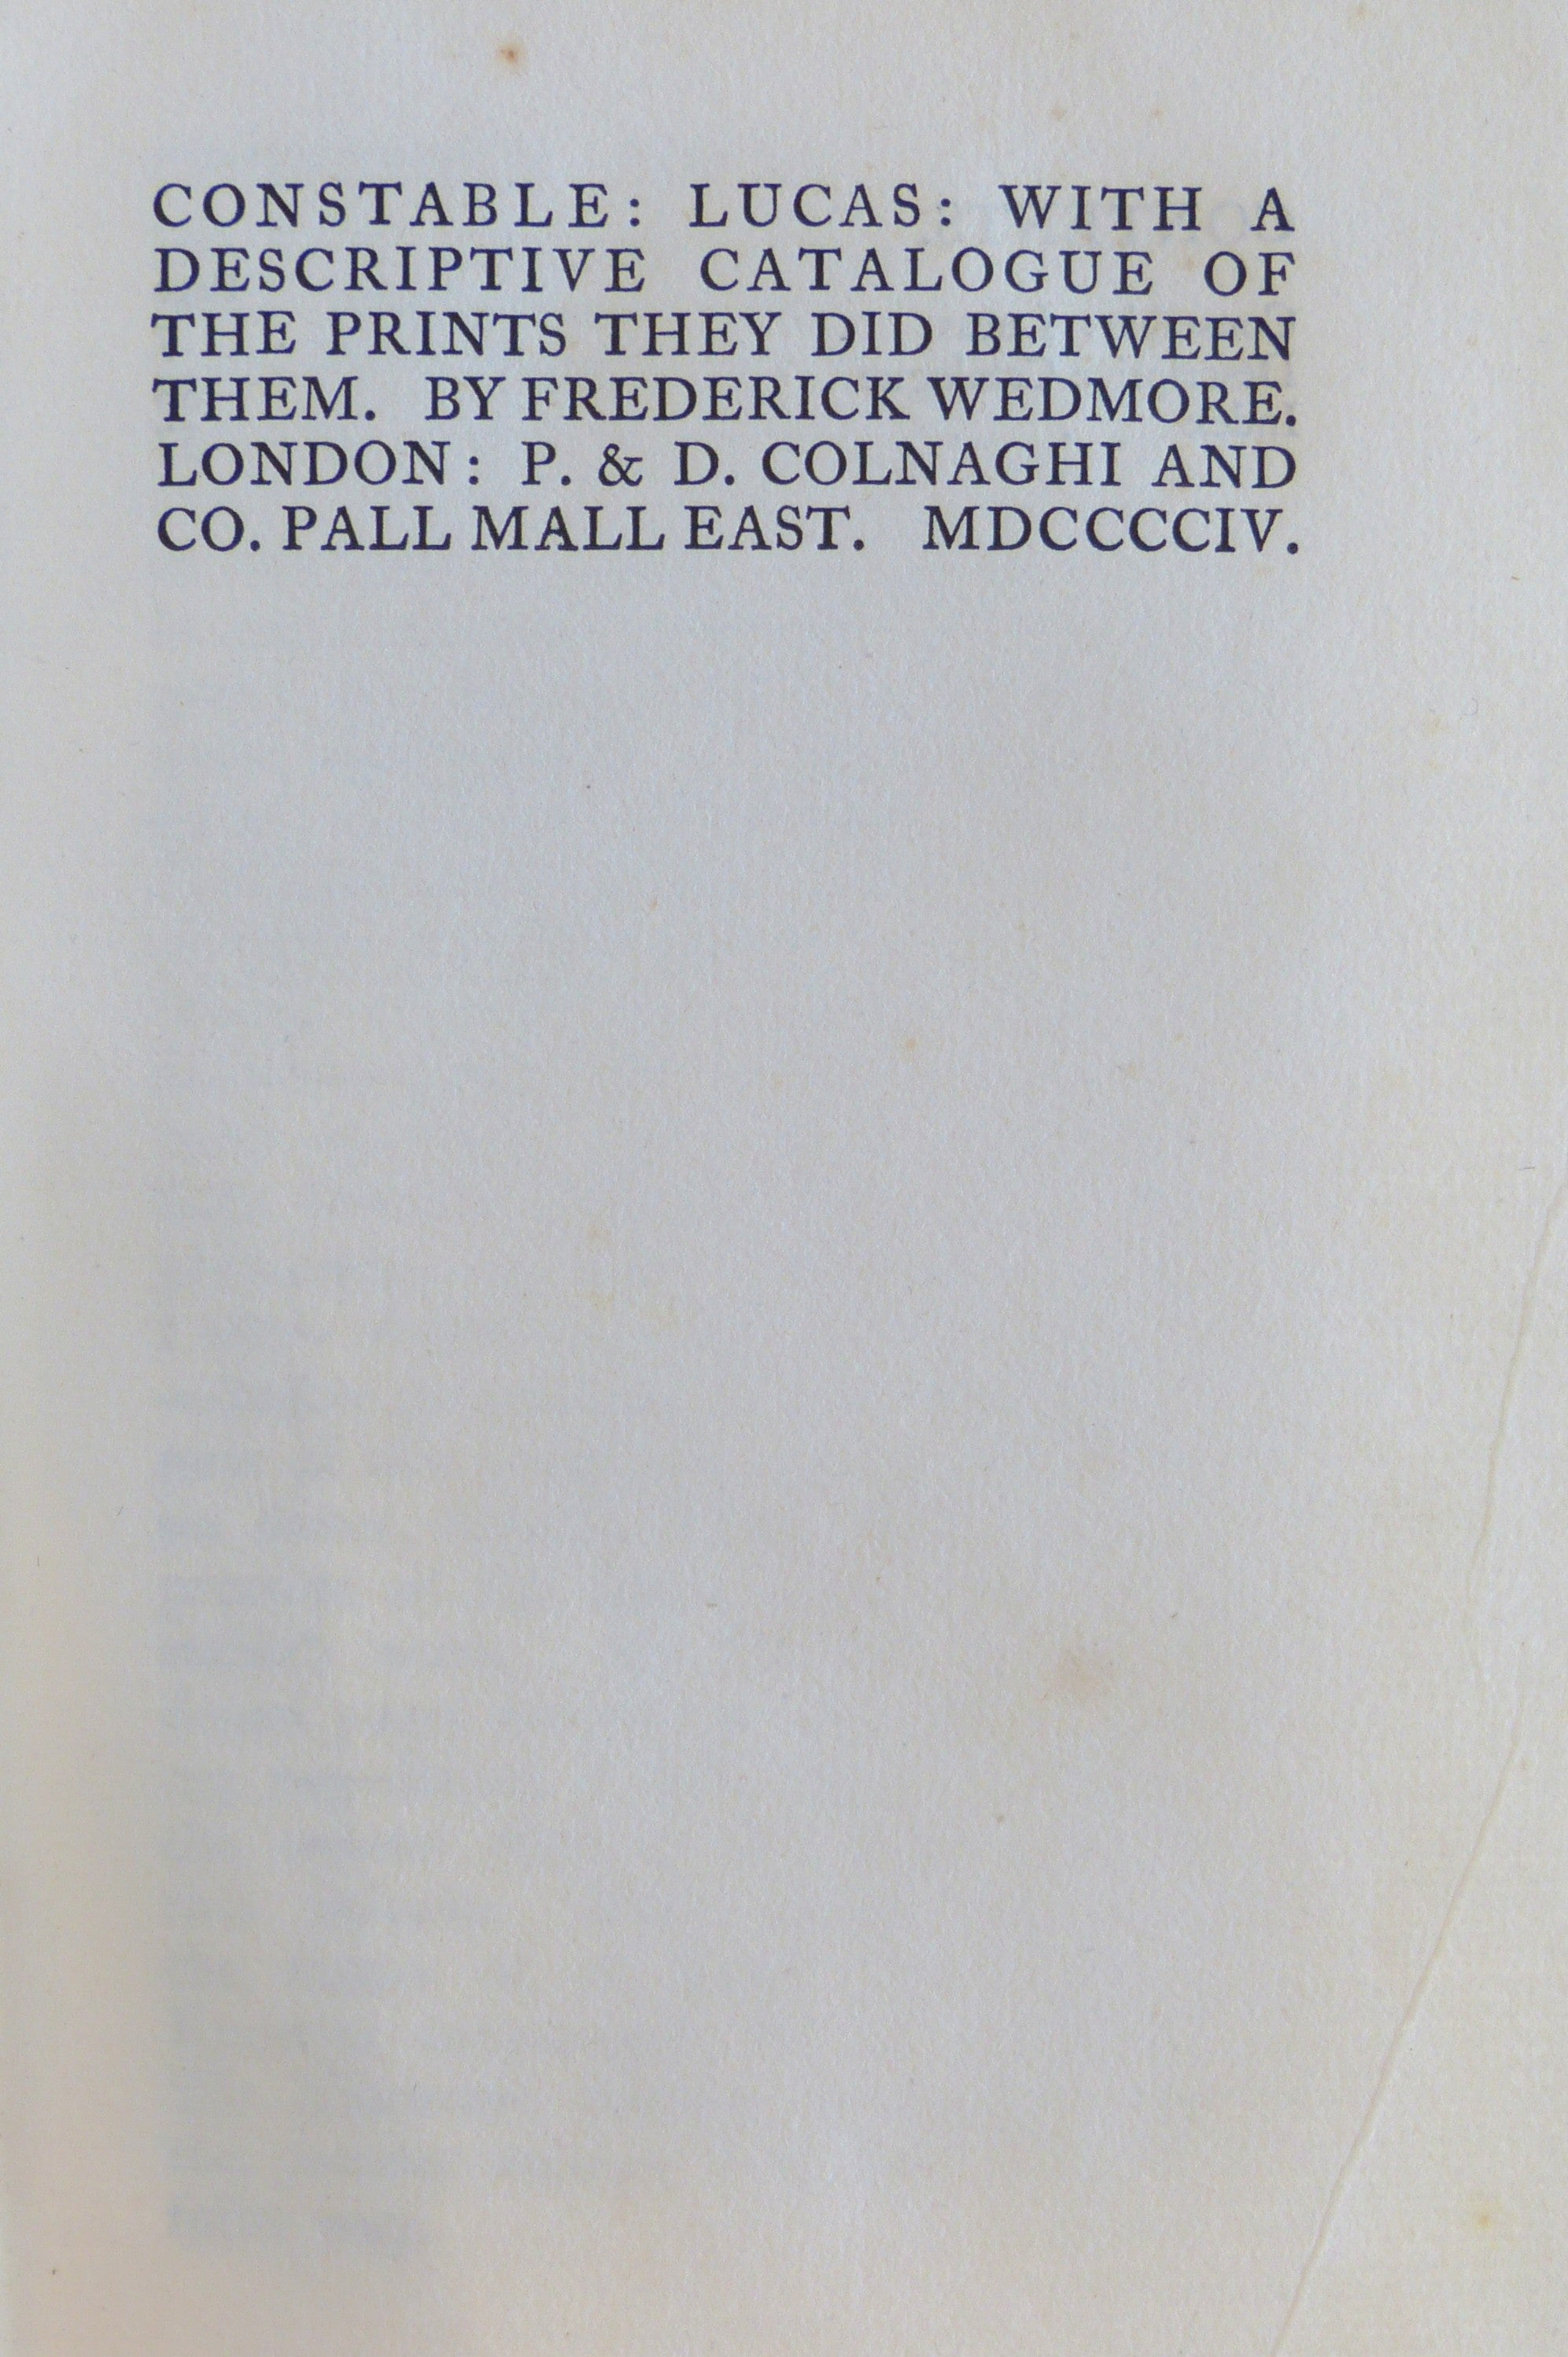 CONSTABLE: LUCAS: WITH A
DESCRIPTIVE CATALOGUE OF
THE PRINTS THEY DID BETWEEN
THEM. BY FREDERICK WEDMORE.
LONDON: P. & D. COLNAGHI AND
CO. PALL MALL EAST. MDCCCCIV.